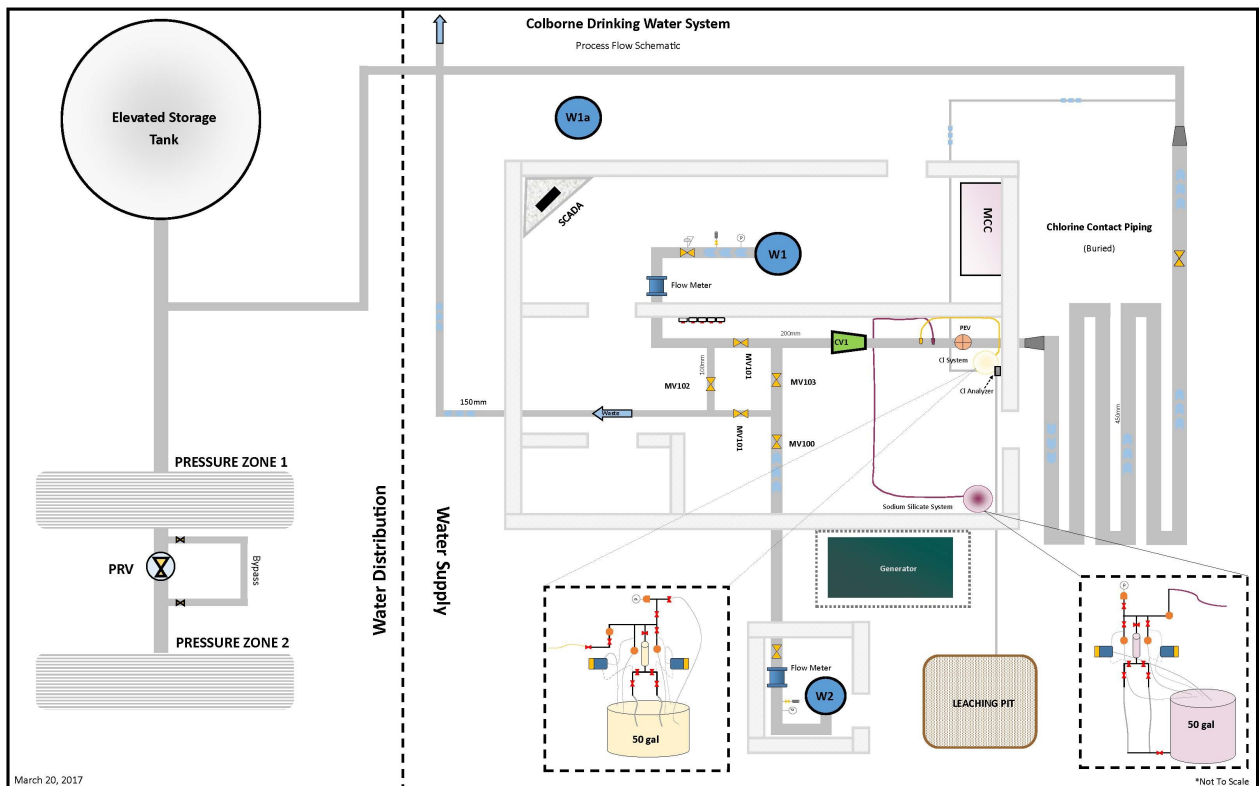 Colborne Drinking Water System
Process Flow Schematic
Elevated Storage
Tank
W1a
SCADA
MCC
W1
P
Chlorine Contact Piping
(Buried)
Flow Meter
200mm
PEV
CV1
100mm
MV101
Cl System
MV102
MV103
Cl Analyzer
150mm
Waste
450mm
MV101
MV100
PRESSURE ZONE 1
Sodium Silicate System
Water Distribution
Water Supply
PRV
Bypass
Generator
P
PRESSURE ZONE 2
Flow Meter
W2
LEACHING PIT
50 gal
50 gal
March 20, 2017
*Not To Scale